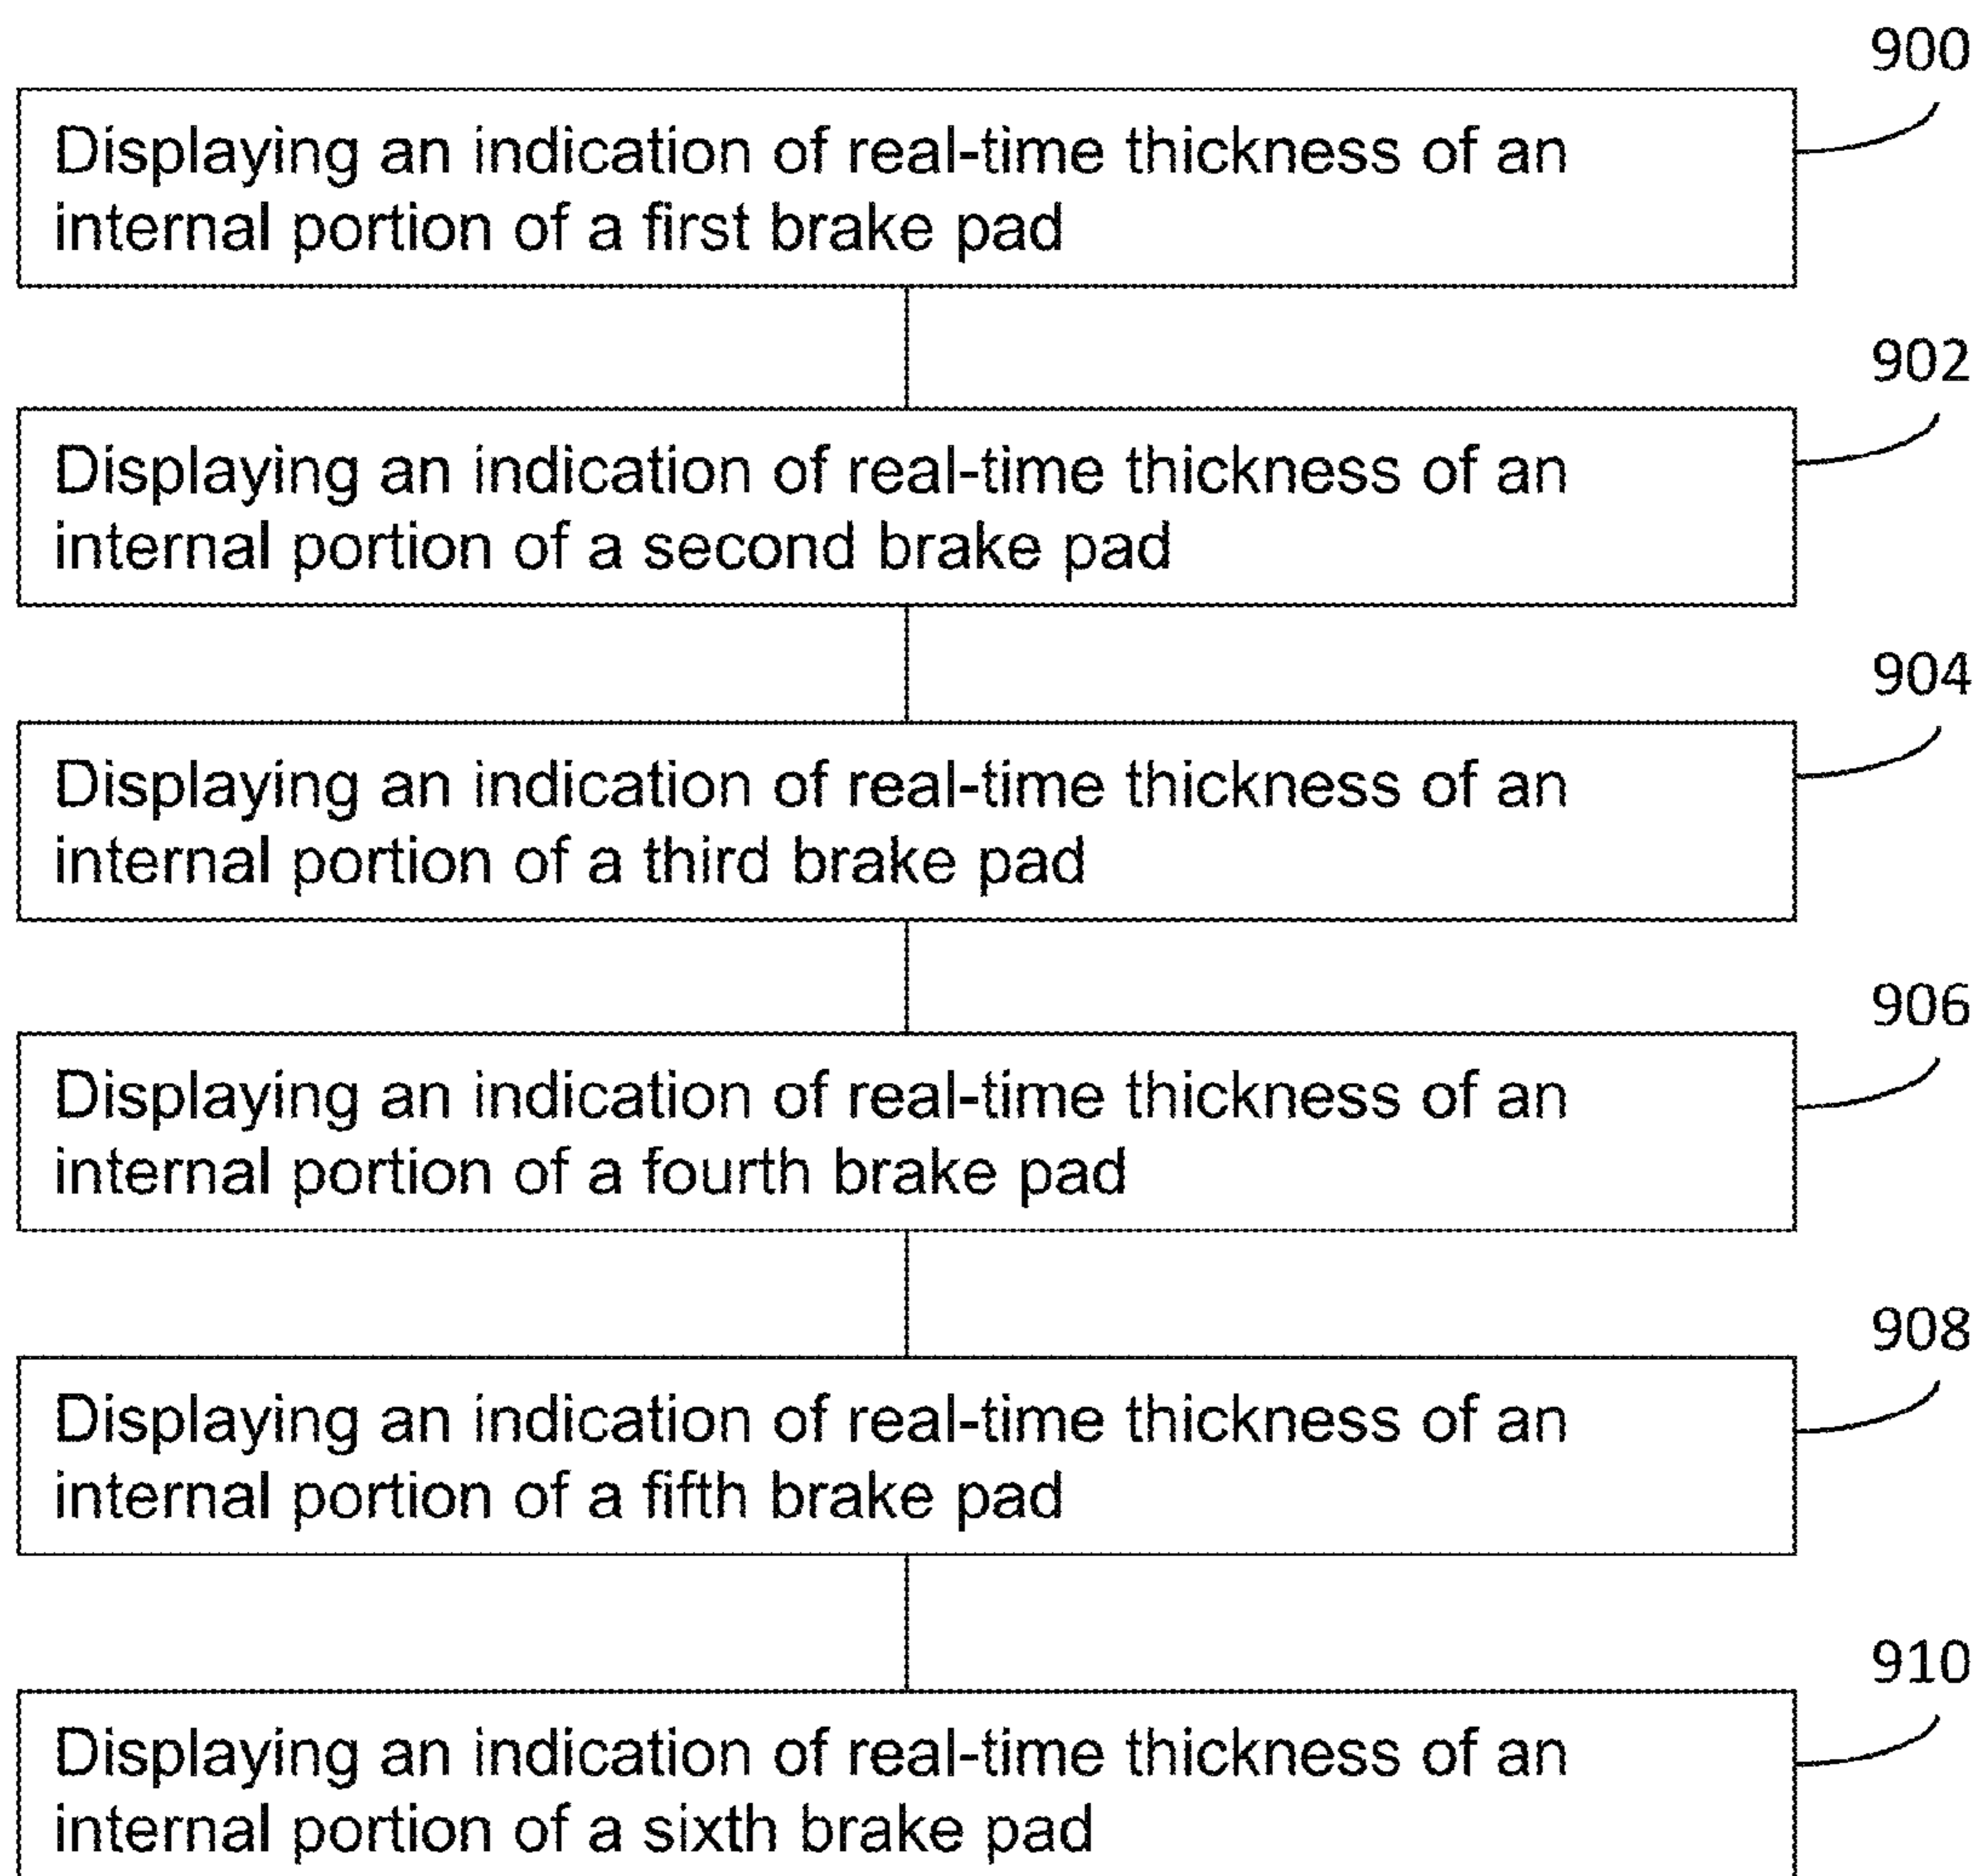 900
Displaying an indication of real-time thickness of an
internal portion of a first brake pad
902
Displaying an indication of real-time thickness of an
internal portion of a second brake pad
904
Displaying an indication of real-time thickness of an
internal portion of a third brake pad
906
Displaying an indication of real-time thickness of an
internal portion of a fourth brake pad
908
Displaying an indication of real-time thickness of an
internal portion of a fifth brake pad
910
Displaying an indication of real-time thickness of an
internal portion of a sixth brake pad